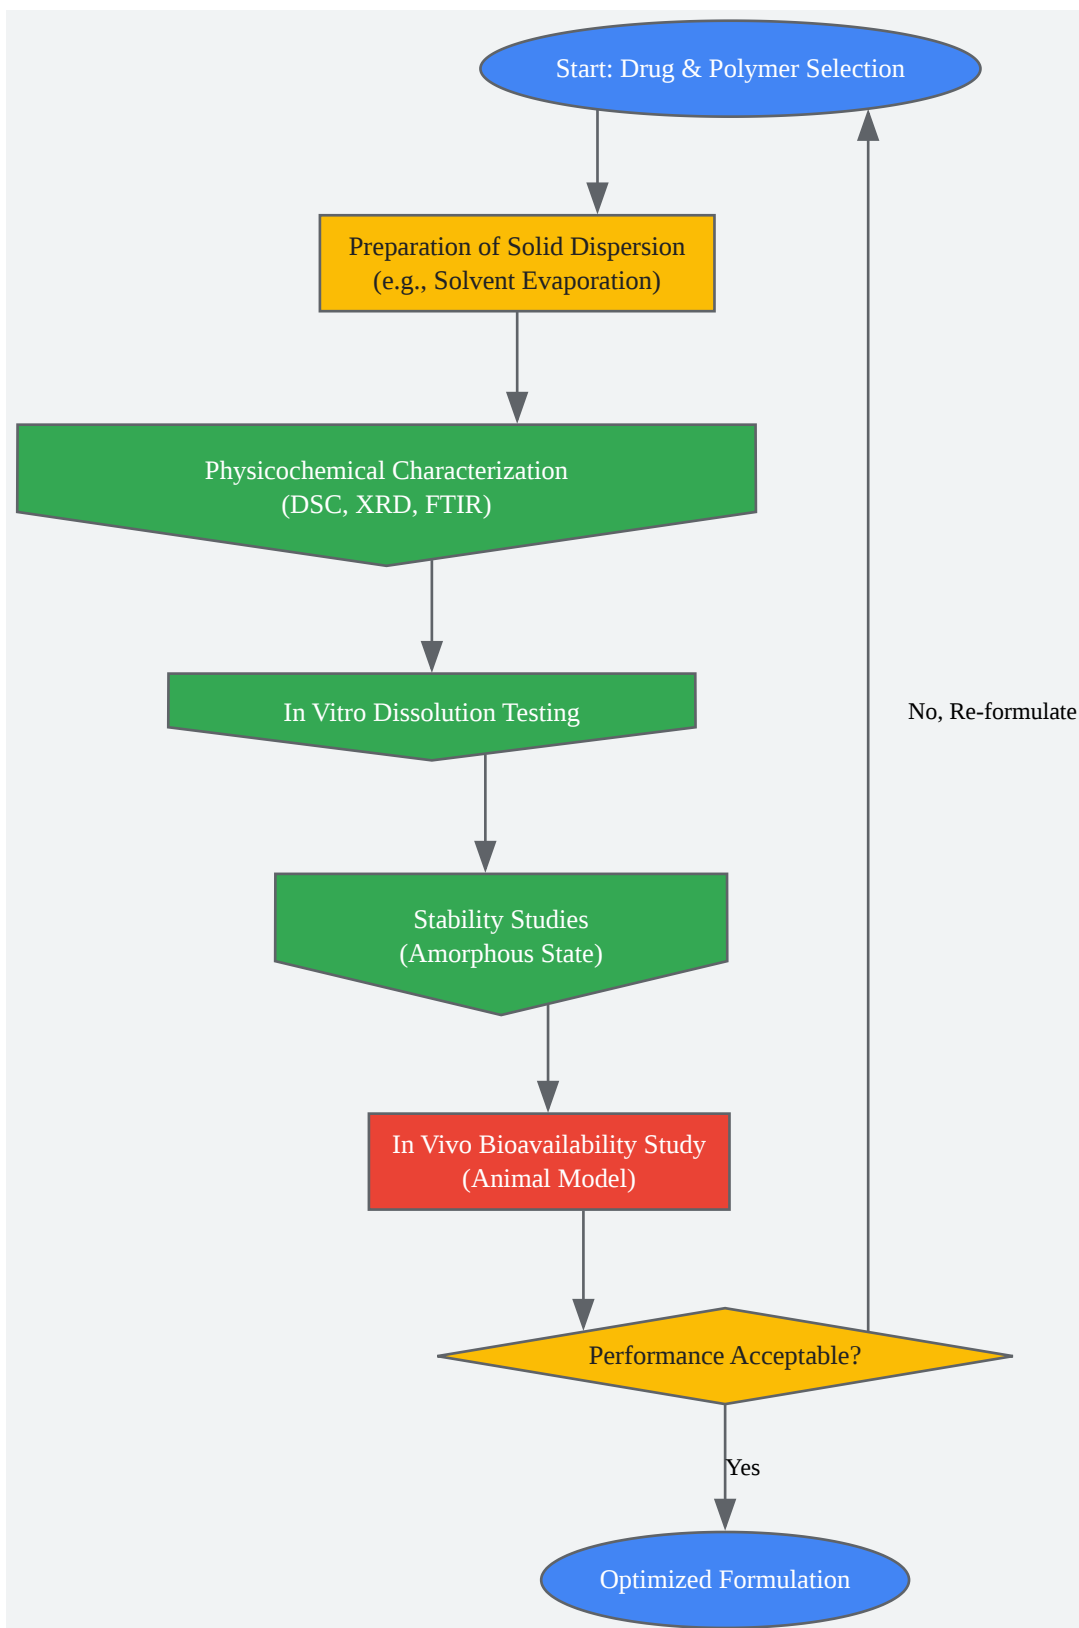 Start: Drug & Polymer Selection
Preparation of Solid Dispersion
(e.g., Solvent Evaporation)
Physicochemical Characterization
(DSC, XRD, FTIR)
In Vitro Dissolution Testing
No, Re-formulate
Stability Studies
(Amorphous State)
In Vivo Bioavailability Study
(Animal Model)
Performance Acceptable?
Yes
Optimized Formulation